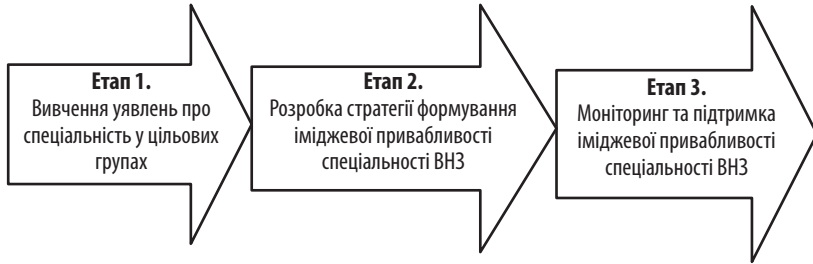 Етап 1.
Вивчення уявлень про
спеціальність у цільових
групах
Етап 2.
Розробка стратегії формування
іміджевої привабливості
спеціальності ВНЗ
Етап 3.
Моніторинг та підтримка
іміджевої привабливості
спеціальності ВНЗ